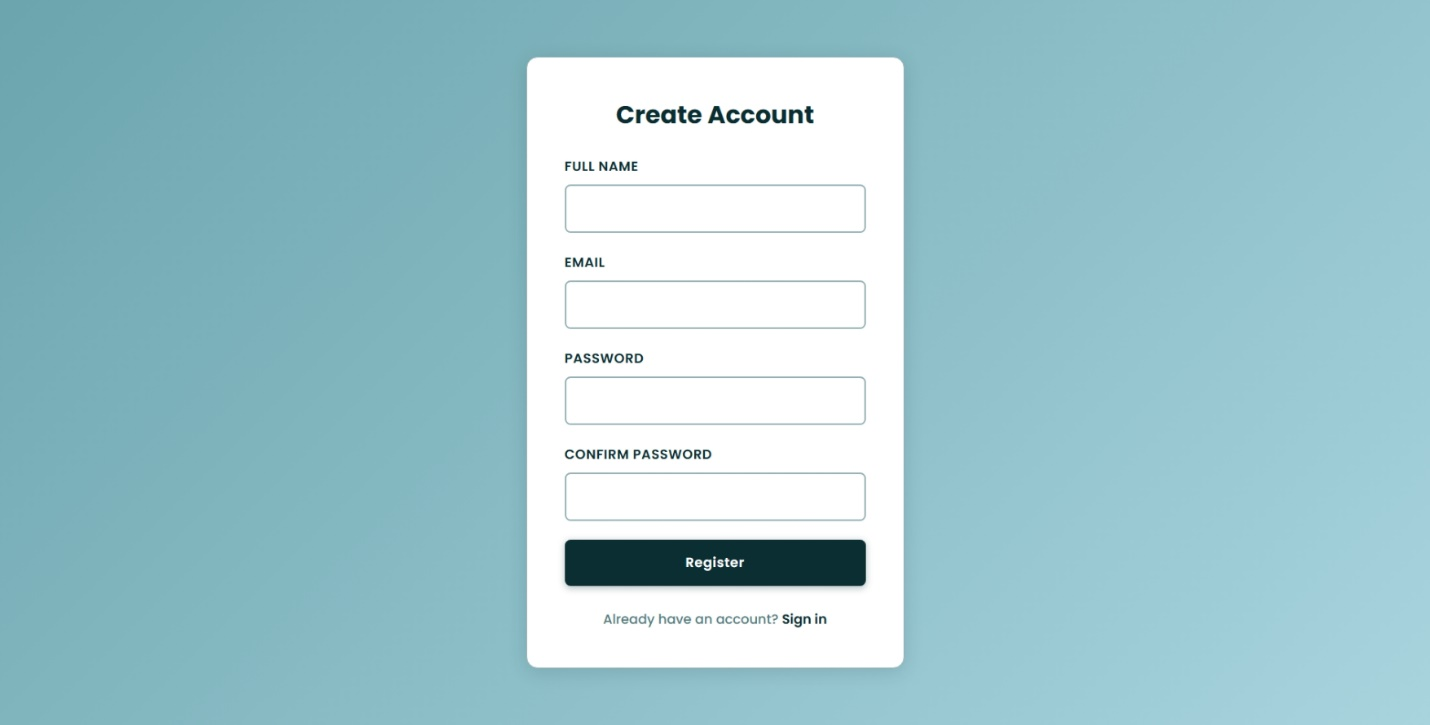 Create Account
FULL NAME
EMAIL
PASSWORD
CONFIRM PASSWORD
Register
Already have an account? Sign in